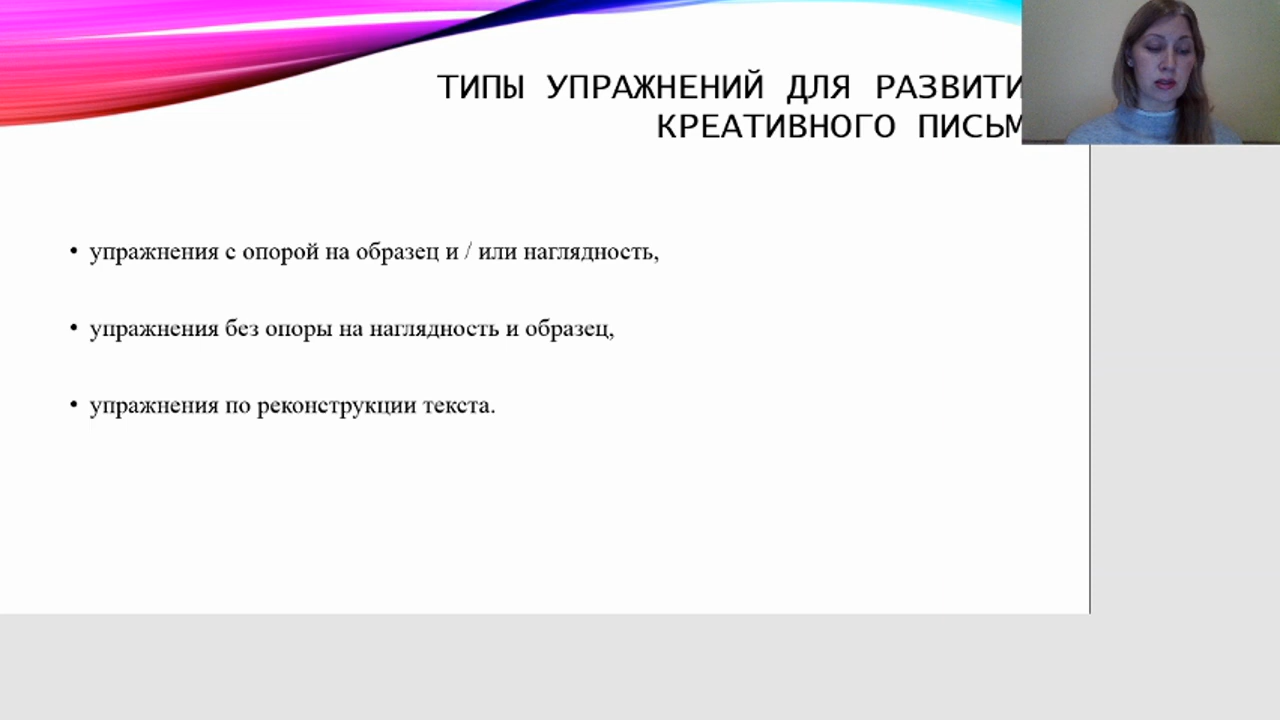 ТИПЫ УПРАЖНЕНИЙ ДЛЯ РАЗВИТИ
КРЕАТИВНОГО ПИСЬМ
• упражнения с опорой на образец и / или наглядность,
• упражнения без опоры на наглядность и образец,
• упражнения по реконструкции текста.